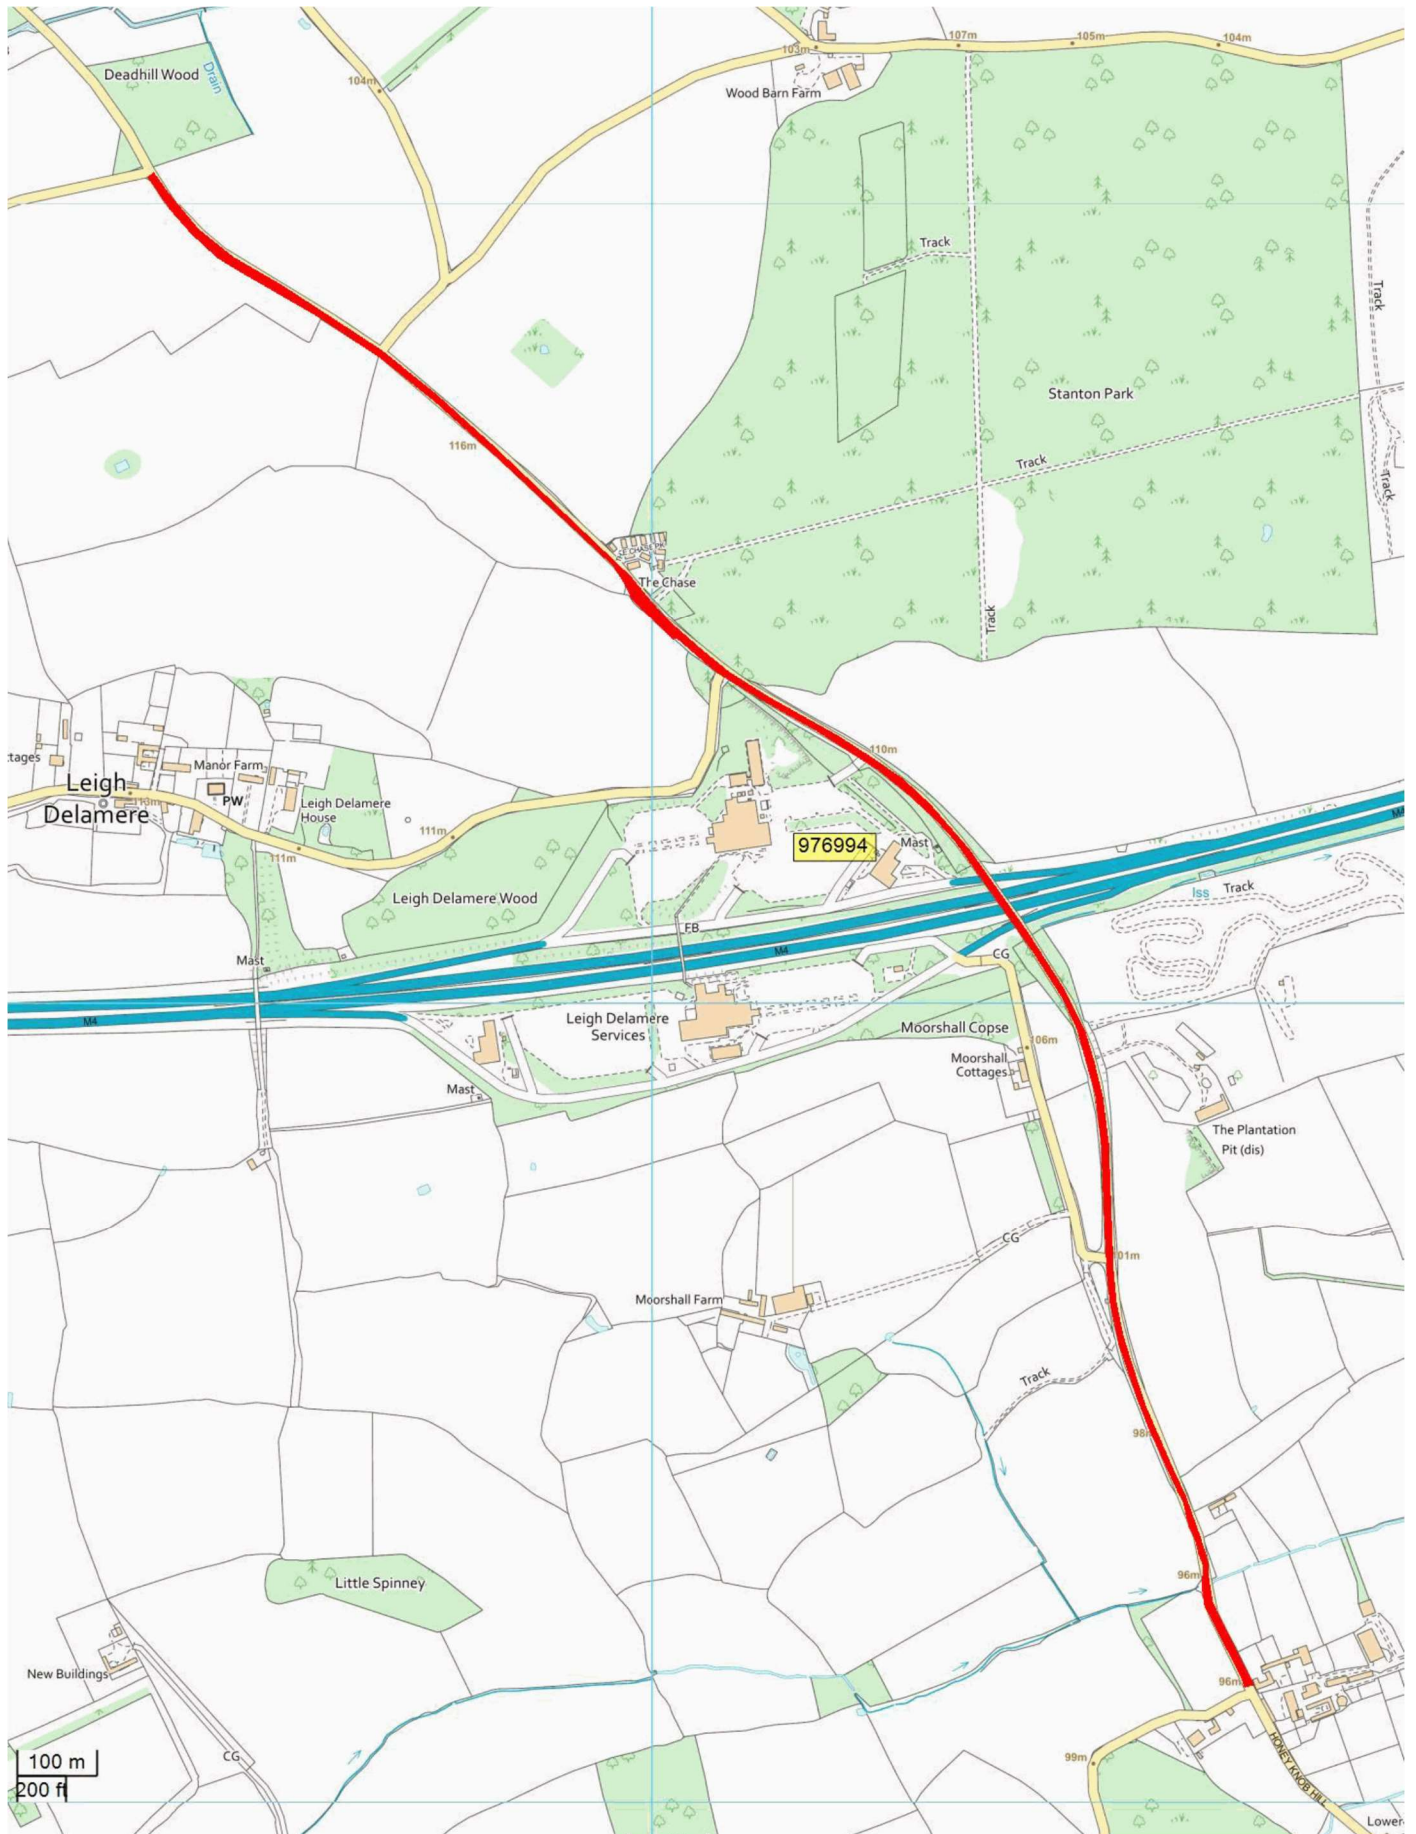 Deadhill Wood
Drain
104m
103m
107m
105m
104m
Wood Barn Farm
Track
Track
Stanton Park
116m
Track
Track
The Chase
Track
110m
Leigh
Delamere
113m
Manor Farm
PW
Leigh Delamere
House
111m
111m
976994
Mast
M4
Leigh Delamere Wood
Iss
Track
FB
M4
CG
Mast
M4
Leigh Delamere
Services
Moorshall Copse
106m
Moorshall
Cottages
Mast
The Plantation
Pit (dis)
CG
101m
Moorshall Farm
Track
98m
Little Spinney
96m
New Buildings
96m
CG
99m
HONEY KNOB HILL
100 m
200 ft
Lower